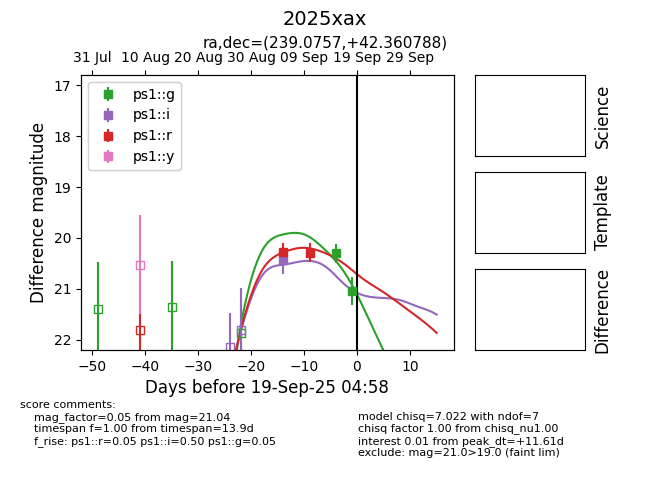 2025xax
ra,dec=(239.0757,+42.360788)
31 Jul 10 Aug 20 Aug 30 Aug 09 Sep 19 Sep 29 Sep
17
18
19
20
21
22
Difference magnitude
ps1::g
ps1::i
ps1::r
ps1::y
−50 −40 −30 −20 −10 0 10
Days before 19-Sep-25 04:58
Science
Template
Difference
score comments:
mag_factor=0.05 from mag=21.04
timespan f=1.00 from timespan=13.9d
f_rise: ps1::r=0.05 ps1::i=0.50 ps1::g=0.05
model chisq=7.022 with ndof=7
chisq factor 1.00 from chisq_nu1.00
interest 0.01 from peak_dt=+11.61d
exclude: mag=21.0>19.0 (faint lim)